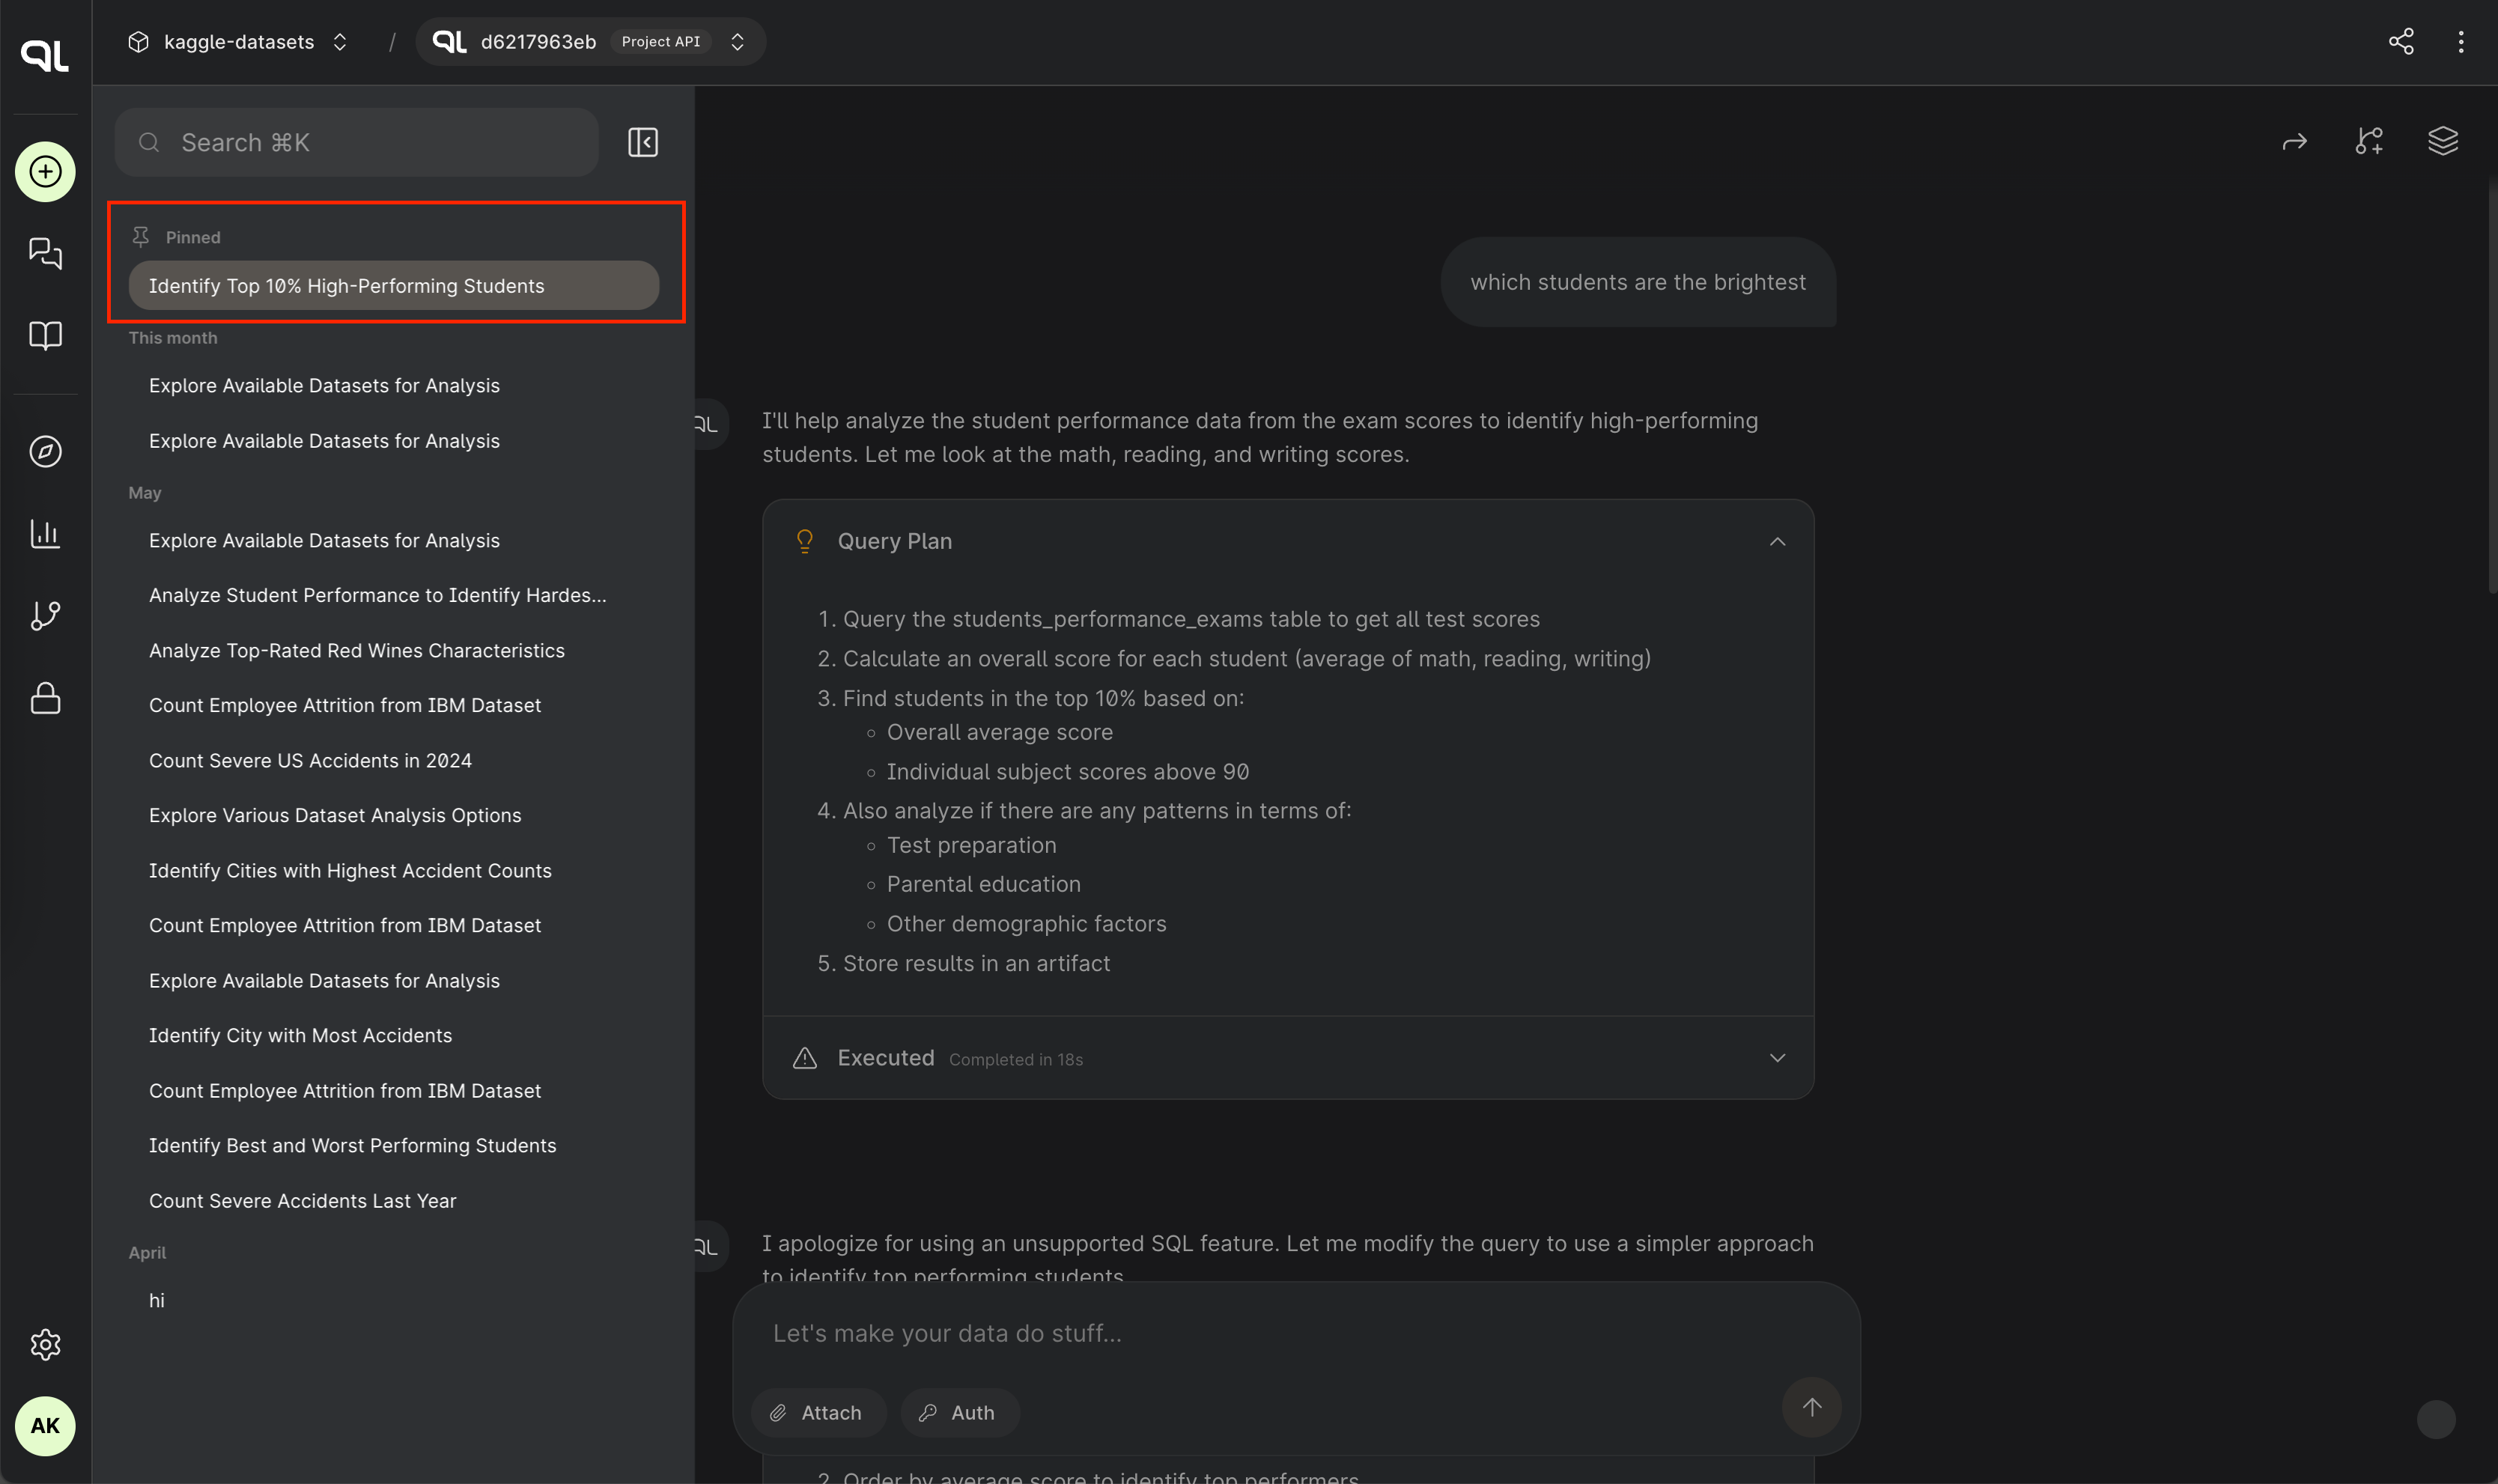 QL
kaggle-datasets / QL d6217963eb Project API
Search ⌘K
Pinned
Identify Top 10% High-Performing Students
This month
Explore Available Datasets for Analysis
Explore Available Datasets for Analysis
May
Explore Available Datasets for Analysis
Analyze Student Performance to Identify Hardes...
Analyze Top-Rated Red Wines Characteristics
Count Employee Attrition from IBM Dataset
Count Severe US Accidents in 2024
Explore Various Dataset Analysis Options
Identify Cities with Highest Accident Counts
Count Employee Attrition from IBM Dataset
Explore Available Datasets for Analysis
Identify City with Most Accidents
Count Employee Attrition from IBM Dataset
Identify Best and Worst Performing Students
Count Severe Accidents Last Year
April
hi
AK
which students are the brightest
QL
I'll help analyze the student performance data from the exam scores to identify high-performing
students. Let me look at the math, reading, and writing scores.
Query Plan
1. Query the students_performance_exams table to get all test scores
2. Calculate an overall score for each student (average of math, reading, writing)
3. Find students in the top 10% based on:
Overall average score
Individual subject scores above 90
4. Also analyze if there are any patterns in terms of:
Test preparation
Parental education
Other demographic factors
5. Store results in an artifact
Executed Completed in 18s
QL
I apologize for using an unsupported SQL feature. Let me modify the query to use a simpler approach
to identify top performing students
Let's make your data do stuff...
Attach
Auth
2. Order by average score to identify top performers